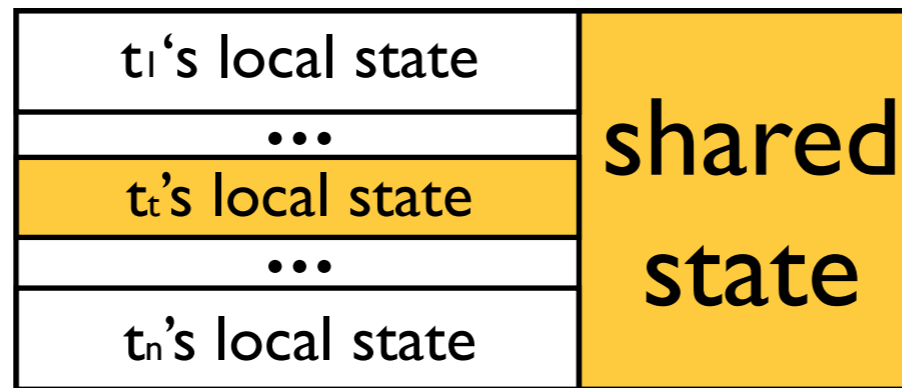 t₁‘s local state
...
tₜ’s local state
...
tₙ’s local state
shared
state